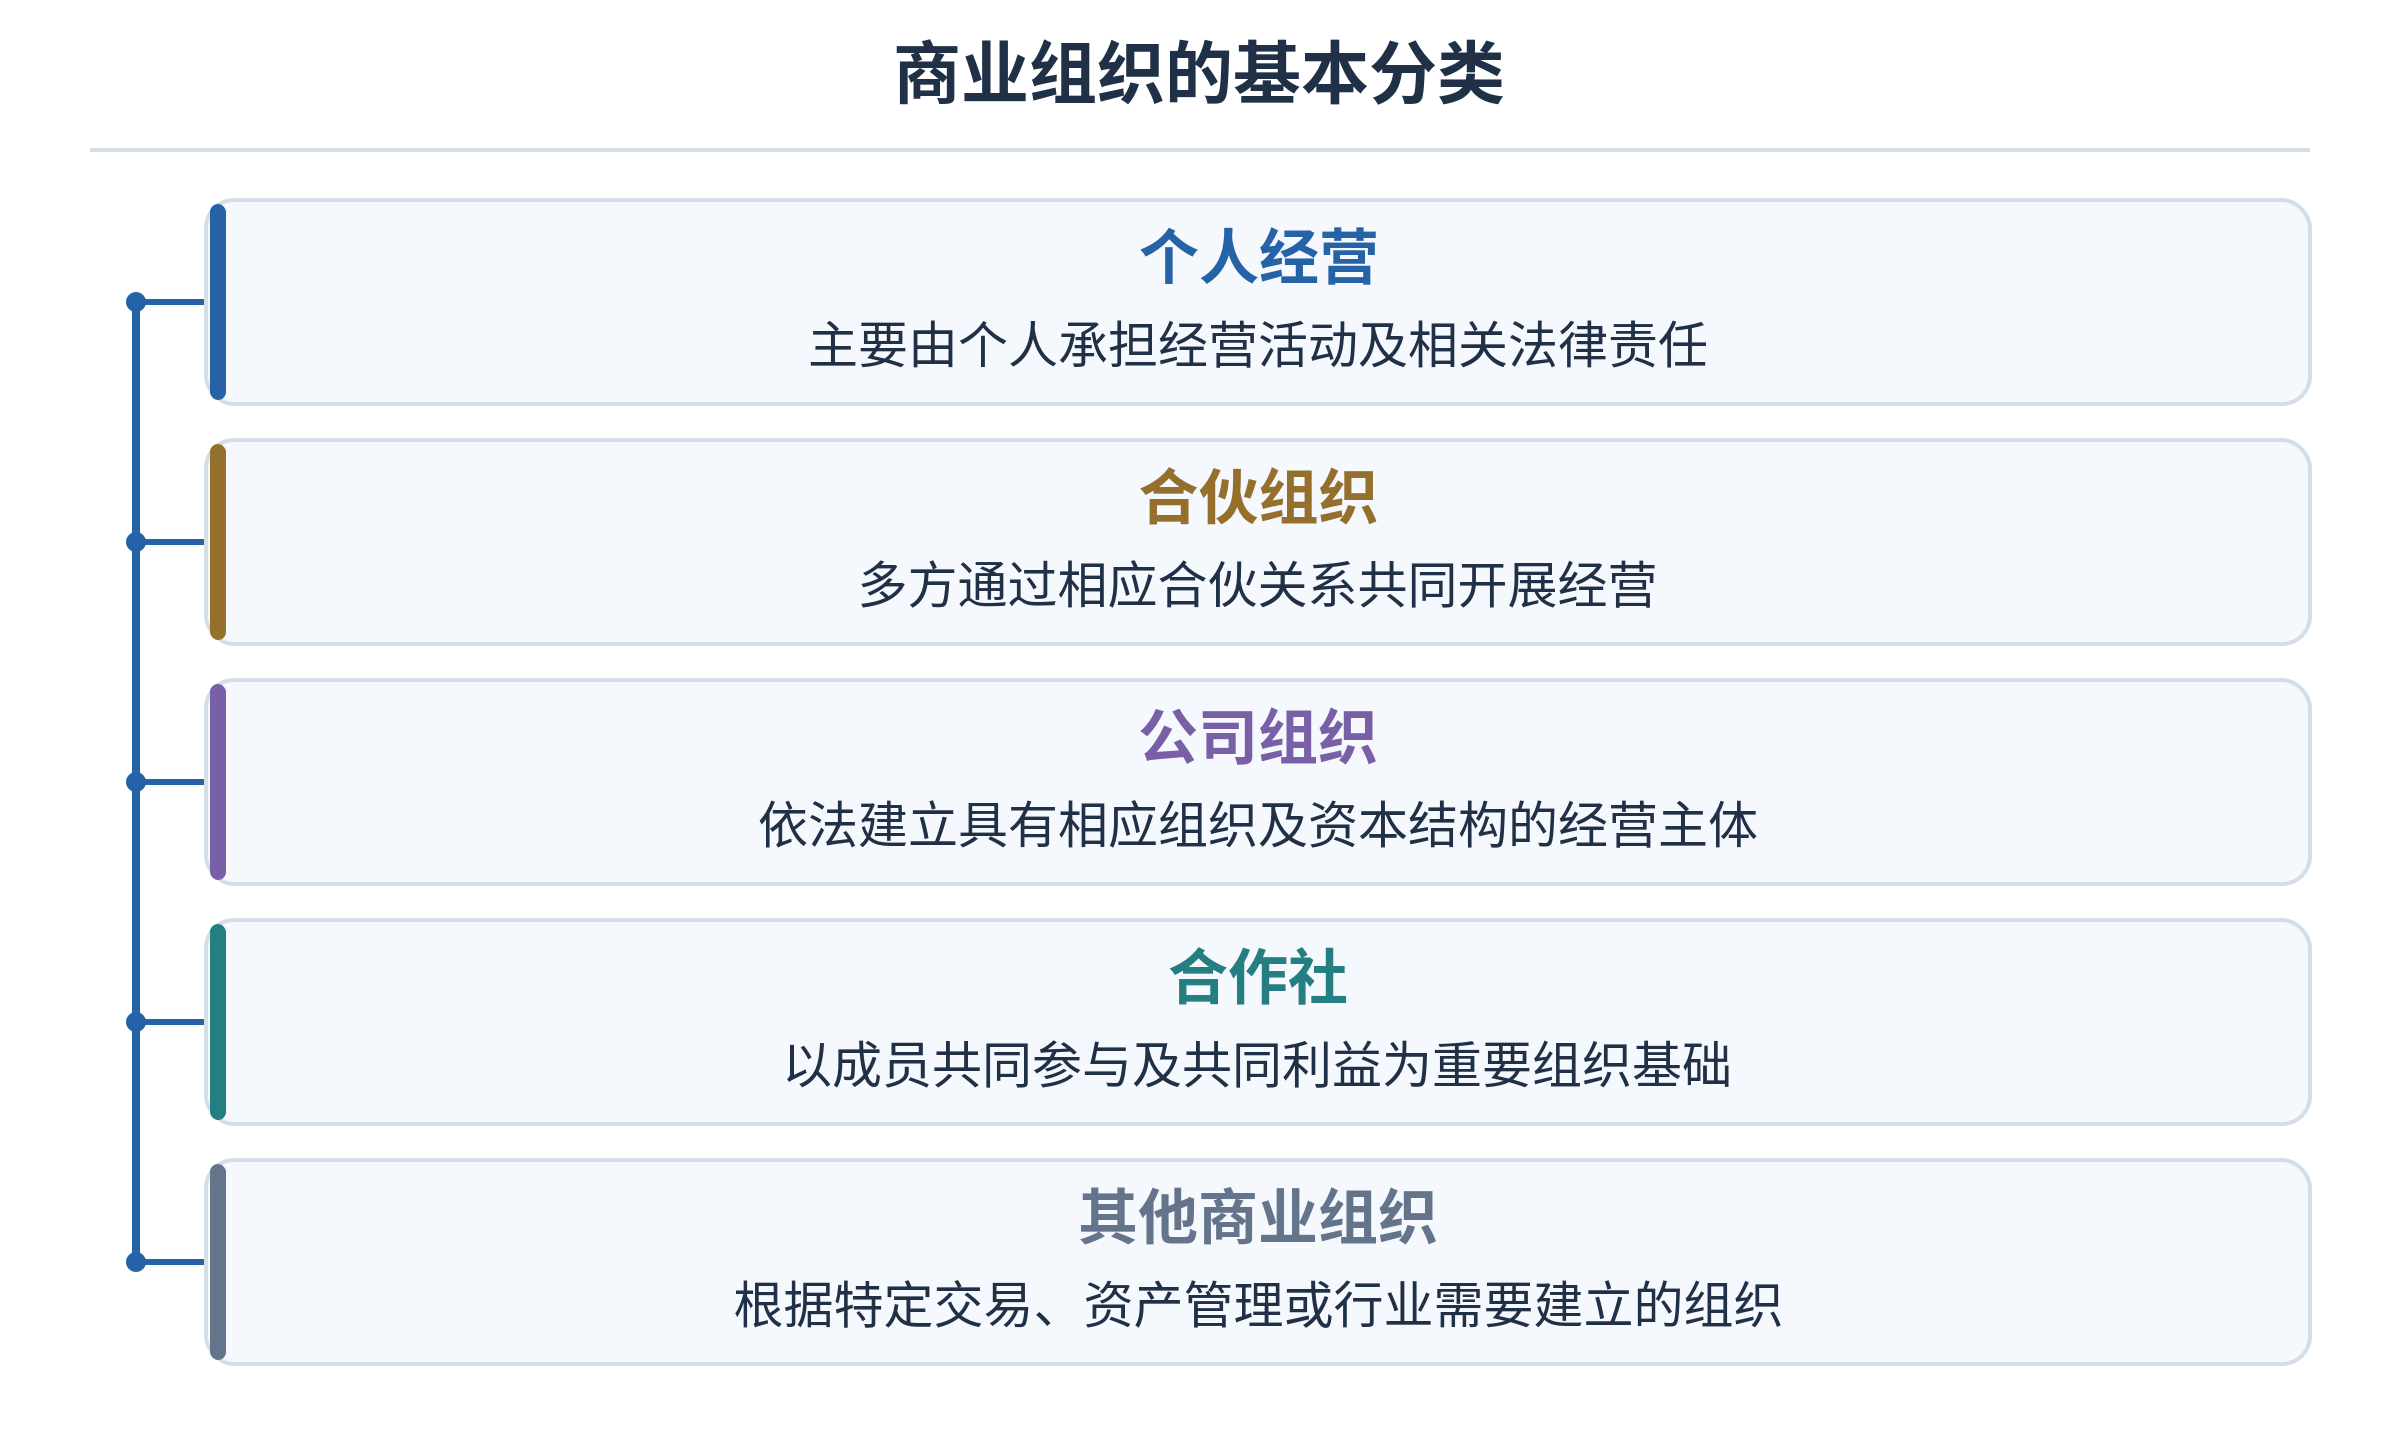 商业组织的基本分类
个人经营
主要由个人承担经营活动及相关法律责任
合伙组织
多方通过相应合伙关系共同开展经营
公司组织
依法建立具有相应组织及资本结构的经营主体
合作社
以成员共同参与及共同利益为重要组织基础
其他商业组织
根据特定交易、资产管理或行业需要建立的组织